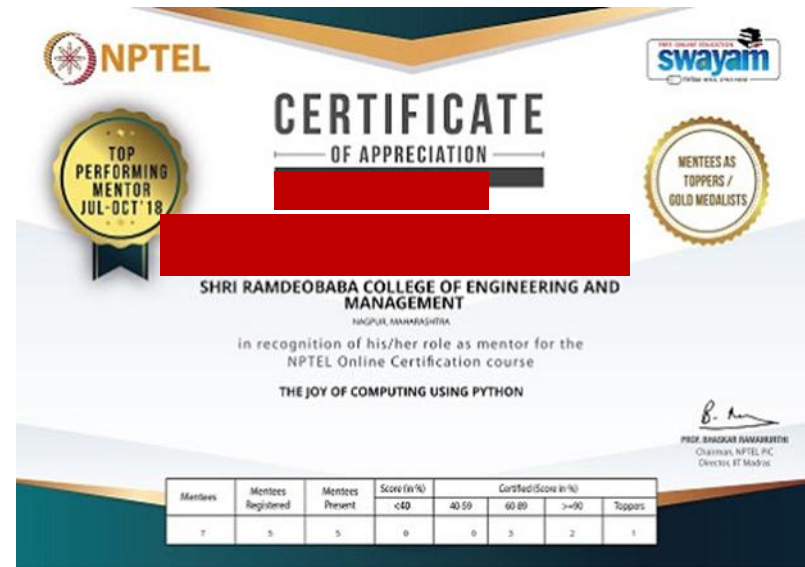 NPTEL
FREE ONLINE EDUCATION
swayam
CERTIFICATE
OF APPRECIATION
TOP
PERFORMING
MENTOR
JUL-OCT'18
MENTEES AS
TOPPERS /
GOLD MEDALISTS
SHRI RAMDEOBABA COLLEGE OF ENGINEERING AND
MANAGEMENT
NAGPUR, MAHARASHTRA
in recognition of his/her role as mentor for the
NPTEL Online Certification course
THE JOY OF COMPUTING USING PYTHON
PROF. BHASKAR RAMAMURTHI
Chairman, NPTEL PIC
Director, IIT Madras
Mentees Mentees Registered Mentees Present Score (in %) Certified (Score in %)
<40 40-59 60-89 >=90 Toppers
7 5 5 0 0 3 2 1